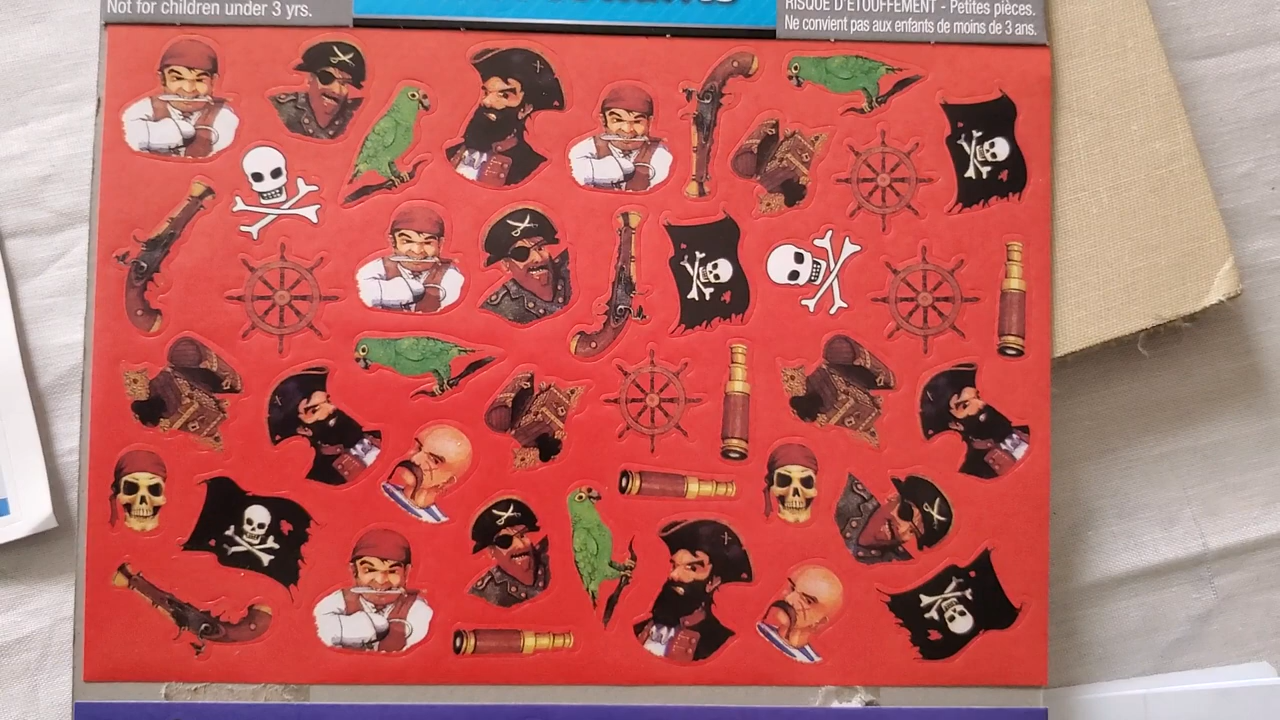 Not for children under 3 yrs.
RISQUE D'ÉTOUFFEMENT - Petites pièces.
Ne convient pas aux enfants de moins de 3 ans.